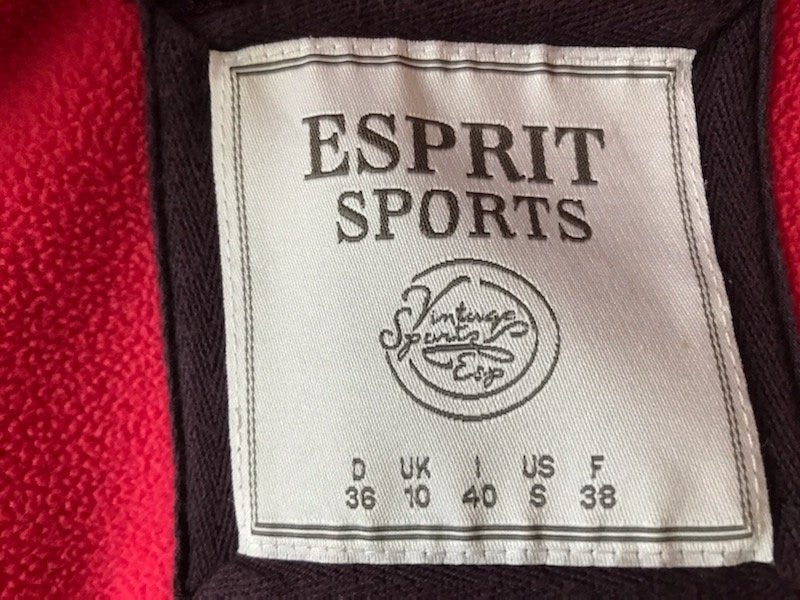 ESPRIT
SPORTS
Vintage
Sports
Esp
D UK I US F
36 10 40 S 38